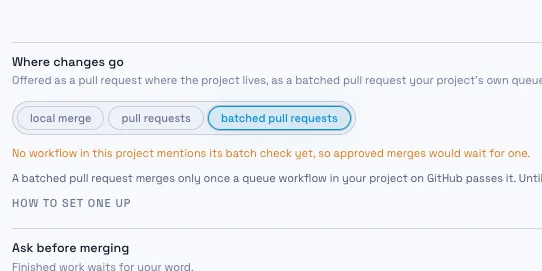 Where changes go
Offered as a pull request where the project lives, as a batched pull request your project's own queue
local merge pull requests batched pull requests
No workflow in this project mentions its batch check yet, so approved merges would wait for one.
A batched pull request merges only once a queue workflow in your project on GitHub passes it. Until
HOW TO SET ONE UP
Ask before merging
Finished work waits for your word.